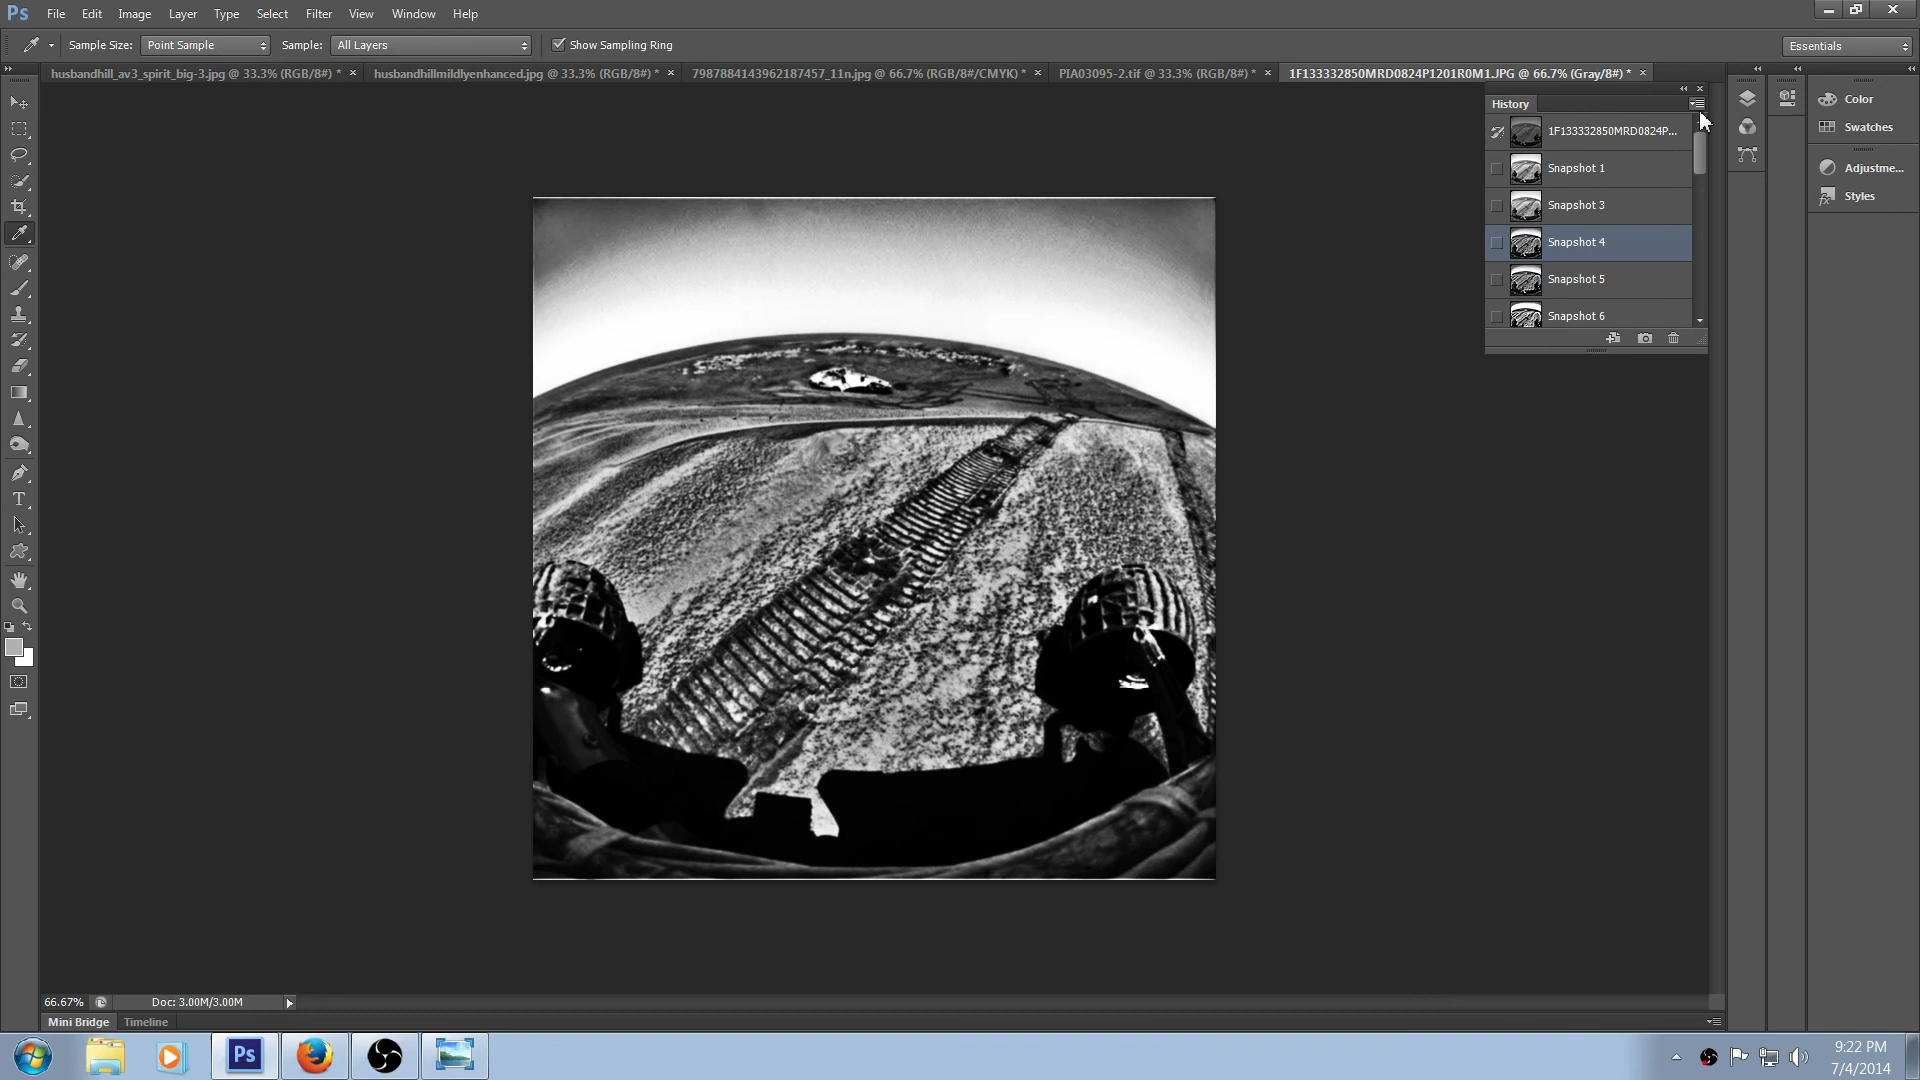 Ps File Edit Image Layer Type Select Filter View Window Help
Sample Size: Point Sample Sample: All Layers Show Sampling Ring Essentials
husbandhill_av3_spirit_big-3.jpg @ 33.3% (RGB/8#) * husbandhillmildlyenhanced.jpg @ 33.3% (RGB/8#) * 7987884143962187457_11n.jpg @ 66.7% (RGB/8#/CMYK) * PIA03095-2.tif @ 33.3% (RGB/8#) * 1F133332850MRD0824P1201R0M1.JPG @ 66.7% (Gray/8#) *
History
1F133332850MRD0824P...
Snapshot 1
Snapshot 3
Snapshot 4
Snapshot 5
Snapshot 6
Color
Swatches
Adjustme...
Styles
66.67% Doc: 3.00M/3.00M
Mini Bridge Timeline
Ps
9:22 PM
7/4/2014